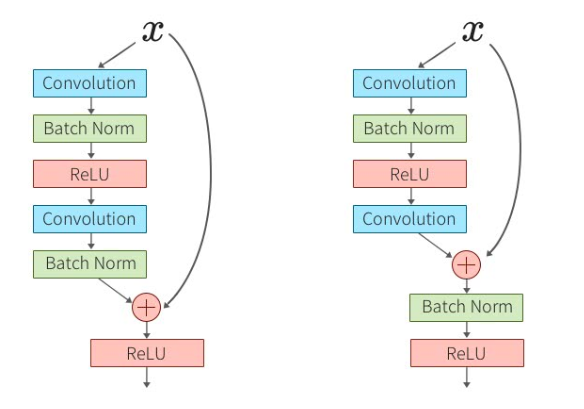 x
Convolution
Batch Norm
ReLU
Convolution
Batch Norm
+
ReLU
x
Convolution
Batch Norm
ReLU
Convolution
+
Batch Norm
ReLU